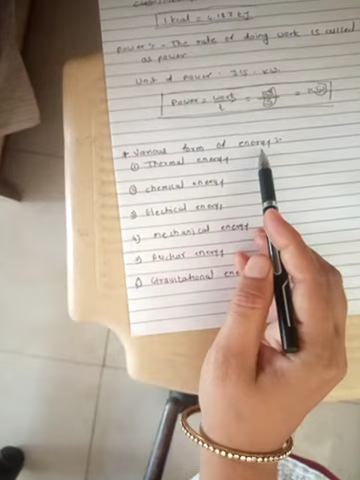 1 kcal = 4.187 kJ
Power :- The rate of doing work is called
as power
Unit of Power :
Power = work / t = = KW
* Various form of energy :-
① Thermal energy
② chemical energy
③ Electrical energy
4) mechanical energy
5) Nuclear energy
6) Gravitational ene